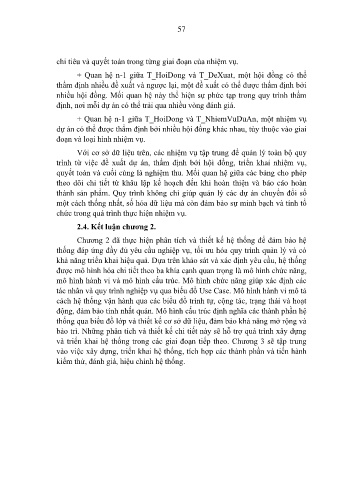 57
chi tiêu và quyết toán trong từng giai đoạn của nhiệm vụ.
+ Quan hệ n-1 giữa T_HoiDong và T_DeXuat, một hội đồng có thể
thẩm định nhiều đề xuất và ngược lại, một đề xuất có thể được thẩm định bởi
nhiều hội đồng. Mối quan hệ này thể hiện sự phức tạp trong quy trình thẩm
định, nơi mỗi dự án có thể trải qua nhiều vòng đánh giá.
+ Quan hệ n-1 giữa T_HoiDong và T_NhiemVuDuAn, một nhiệm vụ
dự án có thể được thẩm định bởi nhiều hội đồng khác nhau, tùy thuộc vào giai
đoạn và loại hình nhiệm vụ.
Với cơ sở dữ liệu trên, các nhiệm vụ tập trung để quản lý toàn bộ quy
trình từ việc đề xuất dự án, thẩm định bởi hội đồng, triển khai nhiệm vụ,
quyết toán và cuối cùng là nghiệm thu. Mối quan hệ giữa các bảng cho phép
theo dõi chi tiết từ khâu lập kế hoạch đến khi hoàn thiện và báo cáo hoàn
thành sản phẩm. Quy trình không chỉ giúp quản lý các dự án chuyển đổi số
một cách thống nhất, số hóa dữ liệu mà còn đảm bảo sự minh bạch và tính tổ
chức trong quá trình thực hiện nhiệm vụ.
2.4. Kết luận chương 2.
Chương 2 đã thực hiện phân tích và thiết kế hệ thống để đảm bảo hệ
thống đáp ứng đầy đủ yêu cầu nghiệp vụ, tối ưu hóa quy trình quản lý và có
khả năng triển khai hiệu quả. Dựa trên khảo sát và xác định yêu cầu, hệ thống
được mô hình hóa chi tiết theo ba khía cạnh quan trọng là mô hình chức năng,
mô hình hành vi và mô hình cấu trúc. Mô hình chức năng giúp xác định các
tác nhân và quy trình nghiệp vụ qua biểu đồ Use Case. Mô hình hành vi mô tả
cách hệ thống vận hành qua các biểu đồ trình tự, cộng tác, trạng thái và hoạt
động, đảm bảo tính nhất quán. Mô hình cấu trúc định nghĩa các thành phần hệ
thống qua biểu đồ lớp và thiết kế cơ sở dữ liệu, đảm bảo khả năng mở rộng và
bảo trì. Những phân tích và thiết kế chi tiết này sẽ hỗ trợ quá trình xây dựng
và triển khai hệ thống trong các giai đoạn tiếp theo. Chương 3 sẽ tập trung
vào việc xây dựng, triển khai hệ thống, tích hợp các thành phần và tiến hành
kiểm thử, đánh giá, hiệu chỉnh hệ thống.